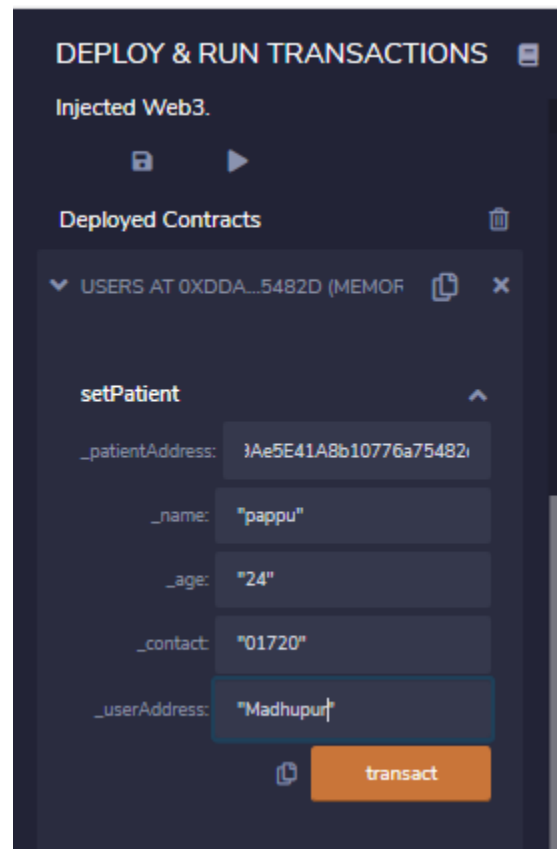 DEPLOY & RUN TRANSACTIONS
Injected Web3.
Deployed Contracts
USERS AT 0XDDA...5482D (MEMOR
setPatient
_patientAddress: 3Ae5E41A8b10776a75482
_name: "pappu"
_age: "24"
_contact: "01720"
_userAddress: "Madhupur"
transact